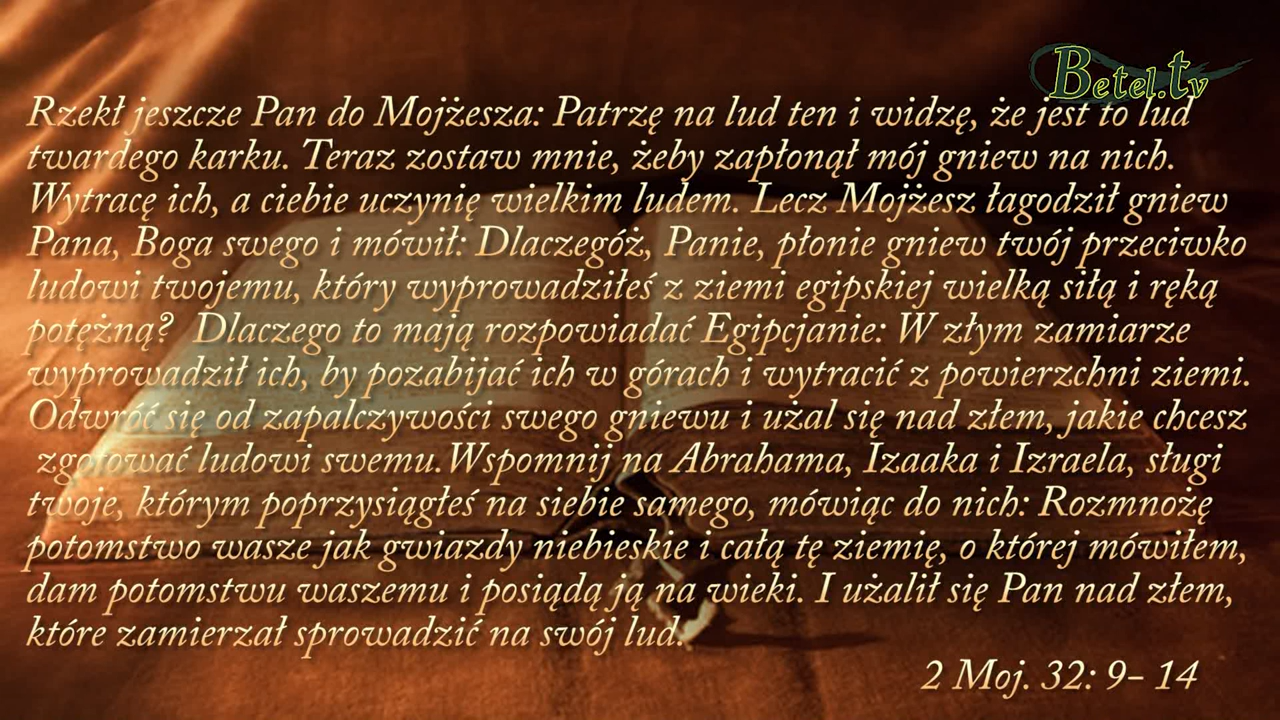 Betel.tv
Rzekł jeszcze Pan do Mojżesza: Patrzę na lud ten i widzę, że jest to lud
twardego karku. Teraz zostaw mnie, żeby zapłonął mój gniew na nich.
Wytracę ich, a ciebie uczynię wielkim ludem. Lecz Mojżesz łagodził gniew
Pana, Boga swego i mówił: Dlaczegóż, Panie, płonie gniew twój przeciwko
ludowi twojemu, który wyprowadziłeś z ziemi egipskiej wielką siłą i ręką
potężną? Dlaczego to mają rozpowiadać Egipcjanie: W złym zamiarze
wyprowadził ich, by pozabijać ich w górach i wytracić z powierzchni ziemi.
Odwróć się od zapalczywości swego gniewu i użal się nad złem, jakie chcesz
zgotować ludowi swemu. Wspomnij na Abrahama, Izaaka i Izraela, sługi
twoje, którym poprzysiągłeś na siebie samego, mówiąc do nich: Rozmnożę
potomstwo wasze jak gwiazdy niebieskie i całą tę ziemię, o której mówiłem,
dam potomstwu waszemu i posiądą ją na wieki. I użalił się Pan nad złem,
które zamierzał sprowadzić na swój lud.
2 Moj. 32: 9- 14